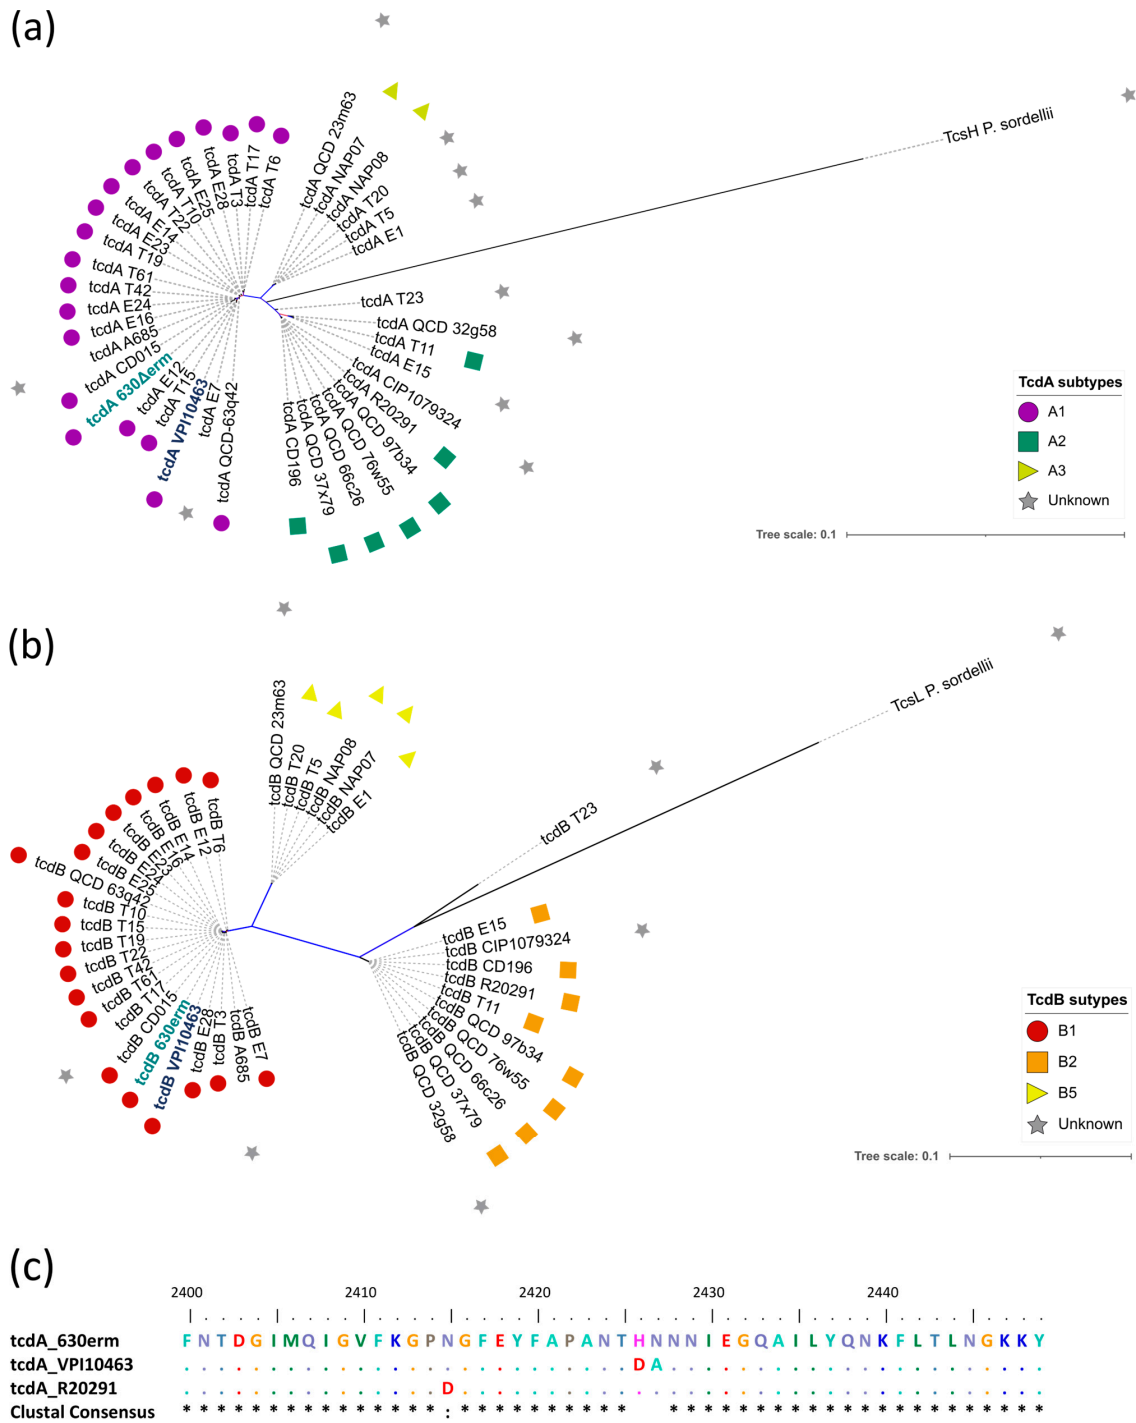 (a)
tcdA QCD 23m63
tcdA NAP07
tcdA NAP08
tcdA T20
tcdA T5
tcdA E1
TcsH P. sordellii
tcdA T6
tcdA T17
tcdA T3
tcdA E28
tcdA E25
tcdA T10
tcdA T22
tcdA E14
tcdA E23
tcdA T19
tcdA T61
tcdA T42
tcdA E24
tcdA E16
tcdA A685
tcdA CD015
tcdA 630Δerm
tcdA E12
tcdA T15
tcdA VPI10463
tcdA E7
tcdA QCD-63q42
tcdA T23
tcdA QCD 32g58
tcdA T11
tcdA E15
tcdA CIP1079324
tcdA R20291
tcdA QCD 97b34
tcdA QCD 76w55
tcdA QCD 66c26
tcdA QCD 37x79
tcdA CD196
TcdA subtypes
A1
A2
A3
Unknown
Tree scale: 0.1
(b)
tcdB QCD 23m63
tcdB T20
tcdB T5
tcdB NAP08
tcdB NAP07
tcdB E1
TcsL P. sordellii
tcdB T23
tcdB T6
tcdB E12
tcdB E14
tcdB E16
tcdB E25
tcdB QCD 63q42
tcdB T10
tcdB T15
tcdB T19
tcdB T22
tcdB T42
tcdB T61
tcdB T17
tcdB CD015
tcdB 630erm
tcdB VPI10463
tcdB E28
tcdB T3
tcdB A685
tcdB E7
tcdB E15
tcdB CIP1079324
tcdB CD196
tcdB R20291
tcdB T11
tcdB QCD 97b34
tcdB QCD 76w55
tcdB QCD 66c26
tcdB QCD 37x79
tcdB QCD 32g58
TcdB sutypes
B1
B2
B5
Unknown
Tree scale: 0.1
(c)
2400 2410 2420 2430 2440
tcdA_630erm FNTDGIMQIGVFKGPNGFEYFAPANTHNNNIEGQAILYQNKFLTLNGKKY
tcdA_VPI10463 ..........................DA......................
tcdA_R20291 ...............D..................................
Clustal Consensus ***************:**********  **********************